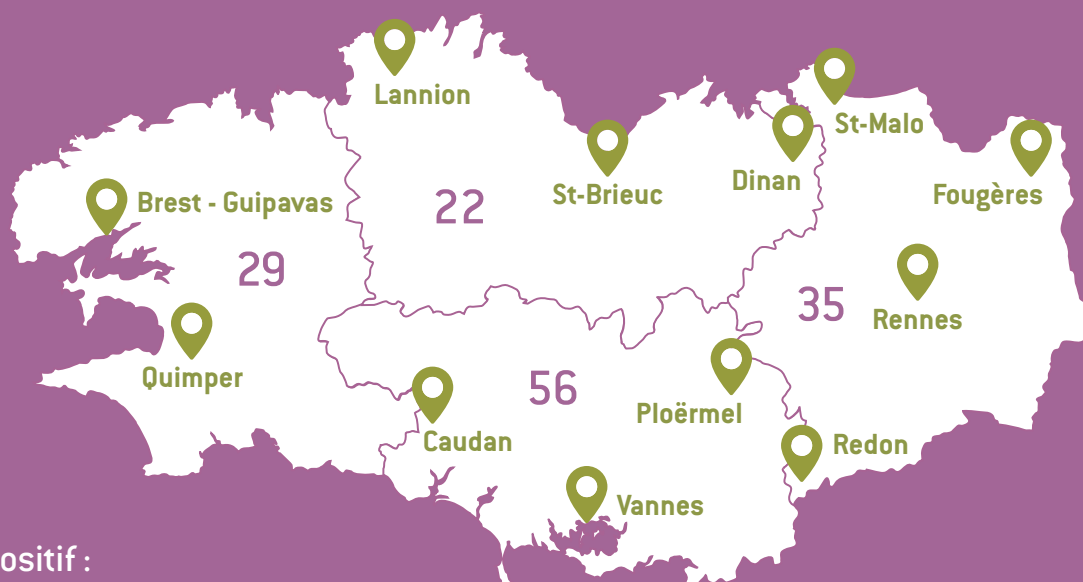 Lannion
St-Malo
St-Brieuc
Dinan
Fougères
Brest - Guipavas
22
29
35
Rennes
Quimper
56
Ploërmel
Caudan
Redon
Vannes
ositif :